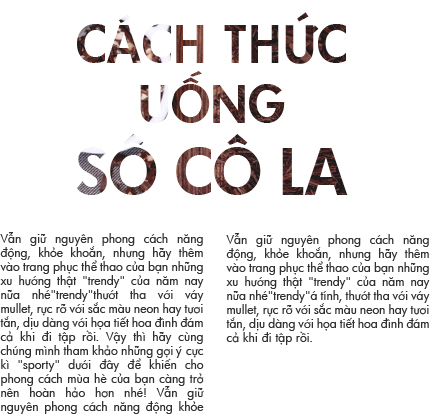 CÁCH THỨC
UỐNG
SÔ CÔ LA
Vẫn giữ nguyên phong cách năng
động, khỏe khoắn, nhưng hãy thêm
vào trang phục thể thao của bạn những
xu hướng thật "trendy" của năm nay
nữa nhé"trendy"thướt tha với váy
mullet, rực rỡ với sắc màu neon hay tươi
tắn, dịu dàng với họa tiết hoa đình đám
cả khi đi tập rồi. Vậy thì hãy cùng
chúng mình tham khảo những gợi ý cực
kì "sporty" dưới đây để khiến cho
phong cách mùa hè của bạn càng trở
nên hoàn hảo hơn nhé! Vẫn giữ
nguyên phong cách năng động khỏe
Vẫn giữ nguyên phong cách năng
động, khỏe khoắn, nhưng hãy thêm
vào trang phục thể thao của bạn những
xu hướng thật "trendy" của năm nay
nữa nhé"trendy"á tính, thướt tha với váy
mullet, rực rỡ với sắc màu neon hay tươi
tắn, dịu dàng với họa tiết hoa đình đám
cả khi đi tập rồi.